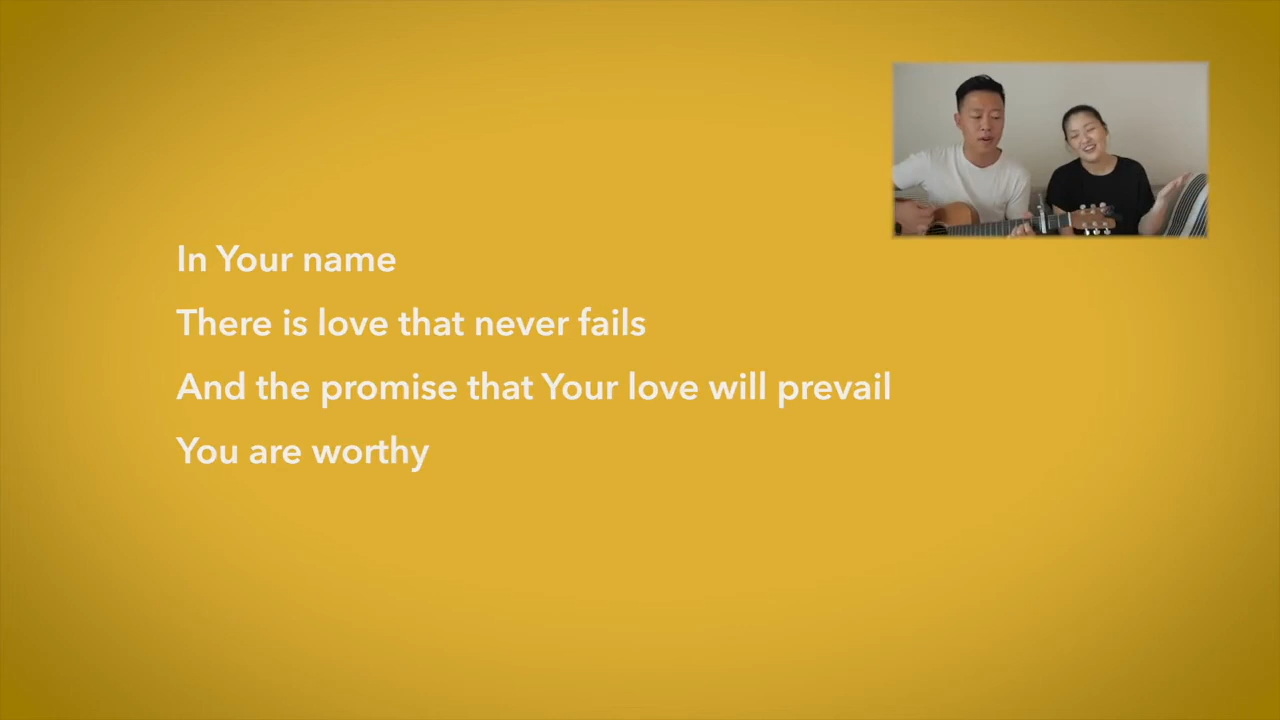 In Your name
There is love that never fails
And the promise that Your love will prevail
You are worthy